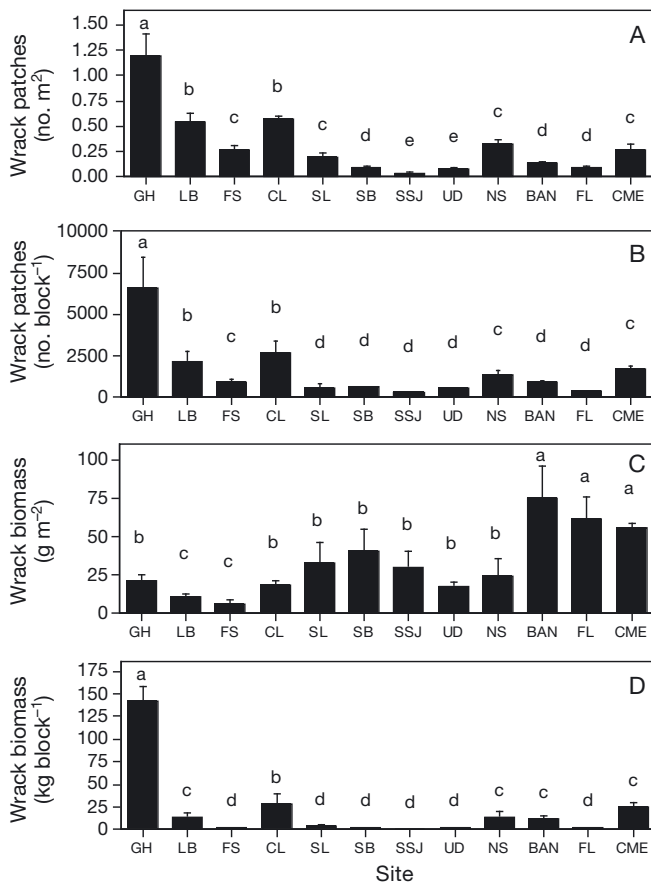 A
Wrack patches
(no. m²)
1.50
1.25
1.00
0.75
0.50
0.25
0.00
a b c b c d e e c d d c
GH LB FS CL SL SB SSJ UD NS BAN FL CME
B
Wrack patches
(no. block⁻¹)
10000
7500
5000
2500
0
a b c b d d d d c d d c
GH LB FS CL SL SB SSJ UD NS BAN FL CME
C
Wrack biomass
(g m⁻²)
100
75
50
25
0
b c c b b b b b b a a a
GH LB FS CL SL SB SSJ UD NS BAN FL CME
D
Wrack biomass
(kg block⁻¹)
175
150
125
100
75
50
25
0
a c d b d d d d c c d c
GH LB FS CL SL SB SSJ UD NS BAN FL CME
Site